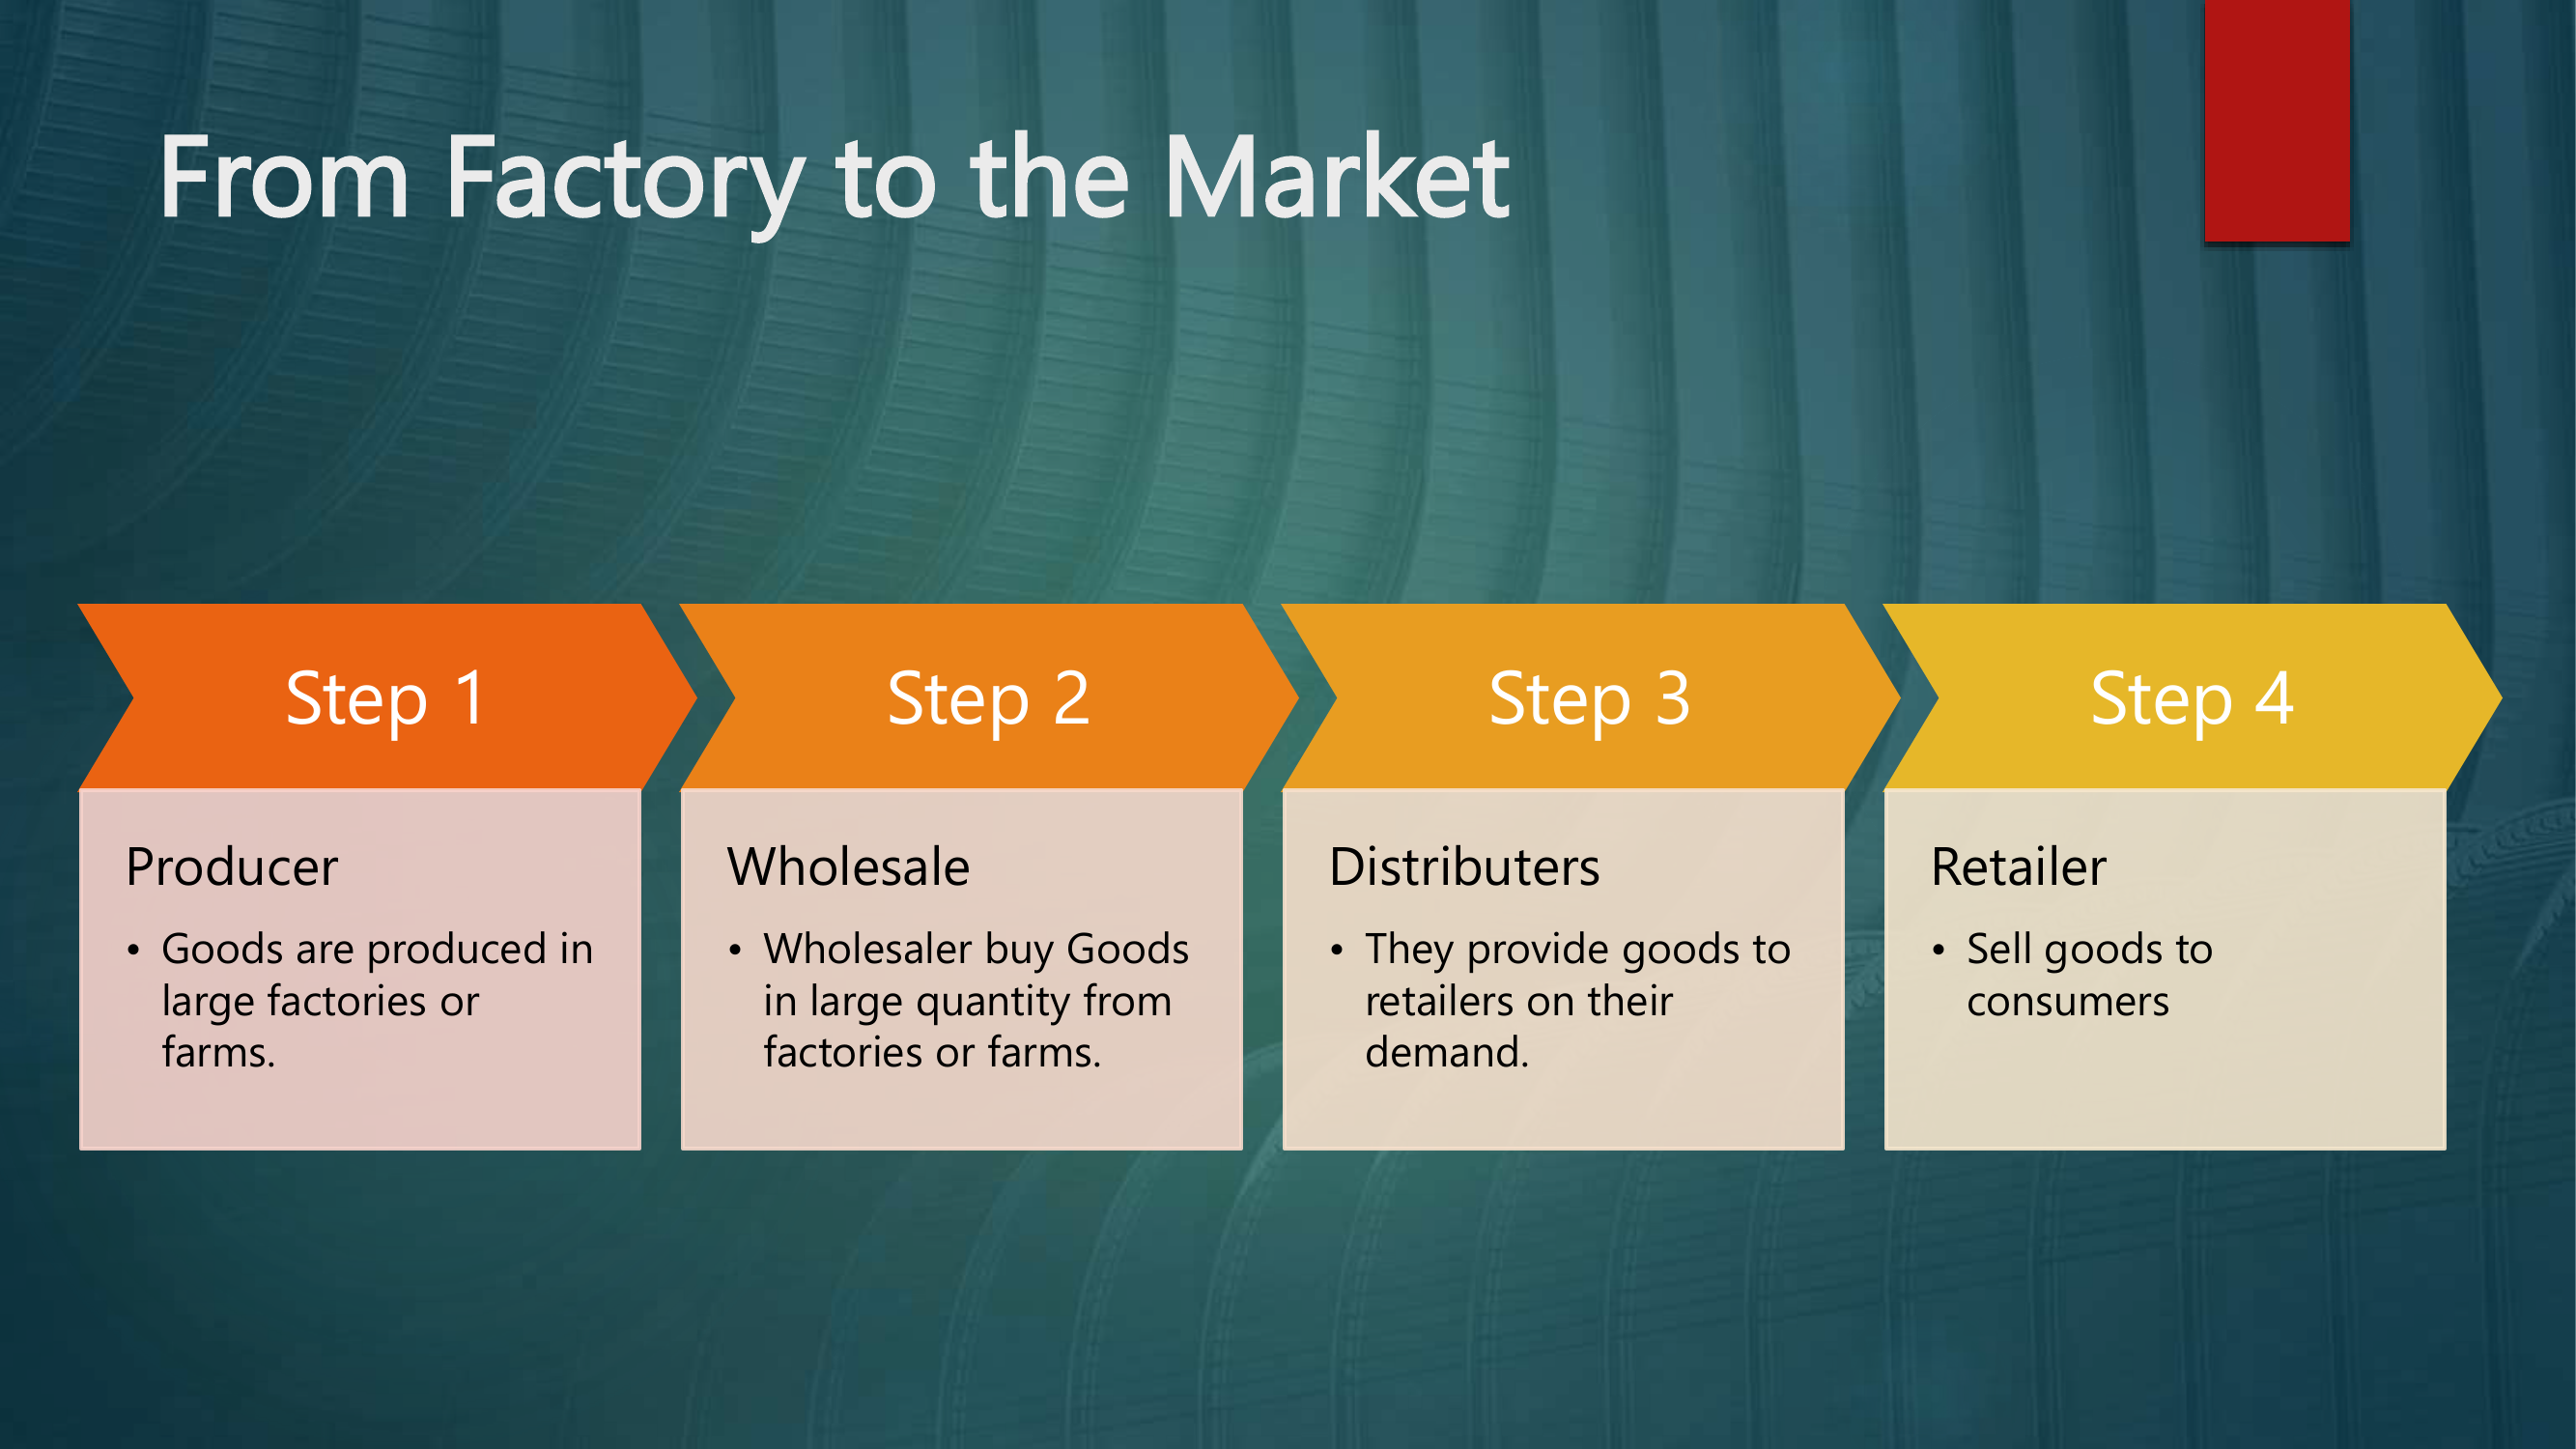 From Factory to the Market
Step 1
Producer
• Goods are produced in
large factories or
farms.
Step 2
Wholesale
• Wholesaler buy Goods
in large quantity from
factories or farms.
Step 3
Distributers
• They provide goods to
retailers on their
demand.
Step 4
Retailer
• Sell goods to
consumers